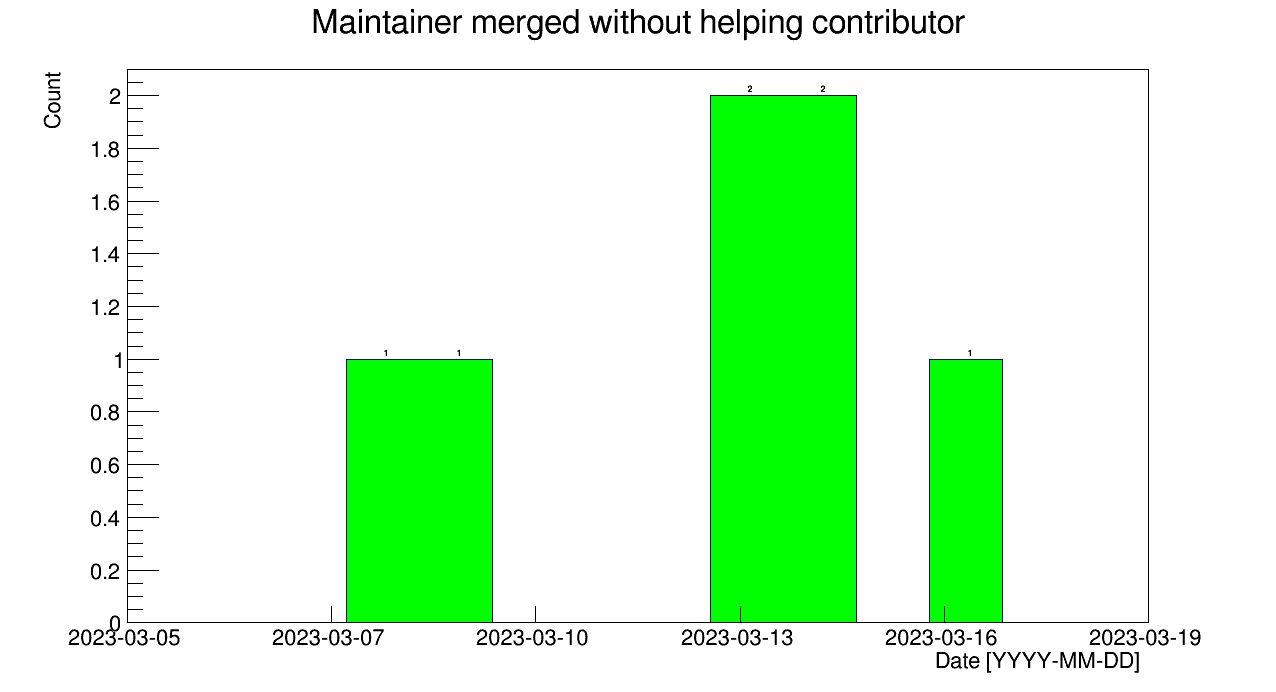 Maintainer merged without helping contributor
Count
2
1.8
1.6
1.4
1.2
1
0.8
0.6
0.4
0.2
0
2 2
1 1 1
2023-03-05 2023-03-07 2023-03-10 2023-03-13 2023-03-16 2023-03-19
Date [YYYY-MM-DD]